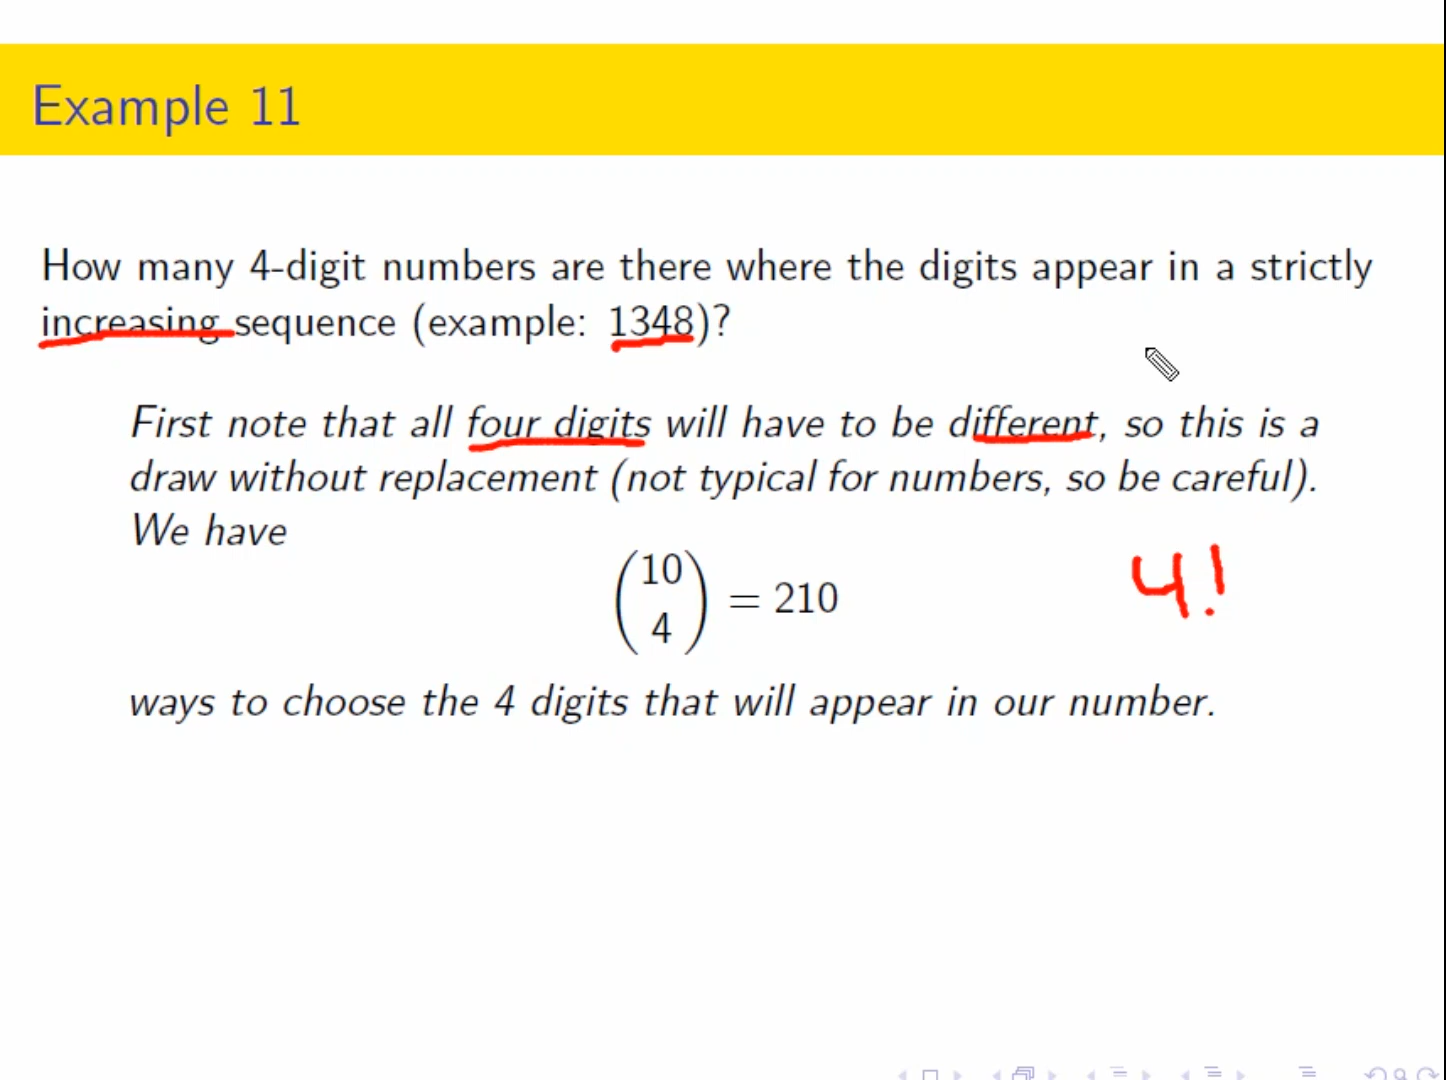 Example 11
How many 4-digit numbers are there where the digits appear in a strictly
increasing sequence (example: 1348)?
First note that all four digits will have to be different, so this is a
draw without replacement (not typical for numbers, so be careful).
We have
(10 4) = 210
4!
ways to choose the 4 digits that will appear in our number.